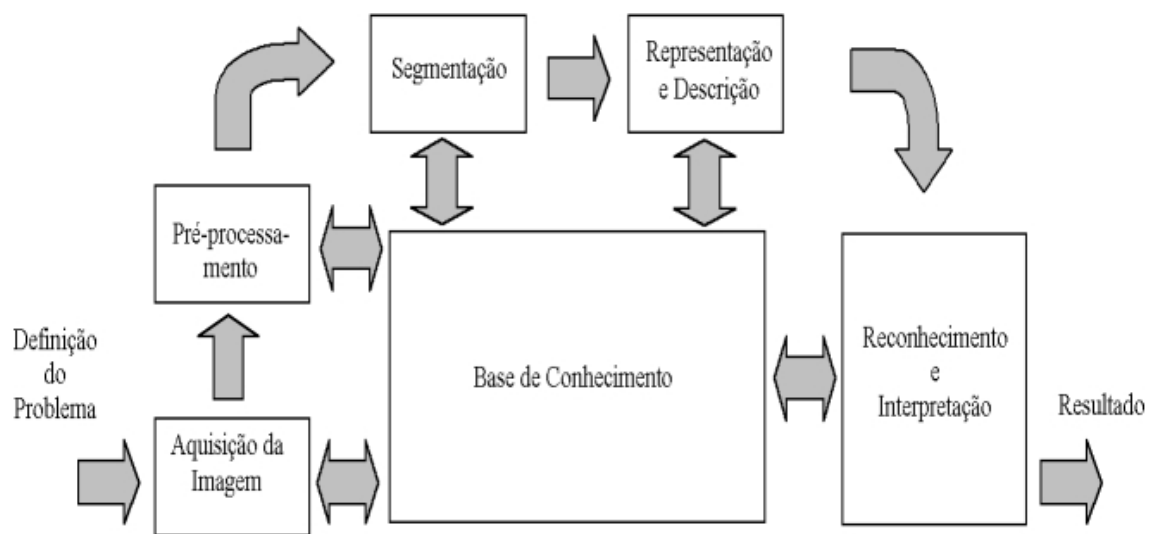 Segmentação
Representação
e Descrição
Pré-processa-
mento
Definição
do
Problema
Aquisição da
Imagem
Base de Conhecimento
Reconhecimento
e
Interpretação
Resultado